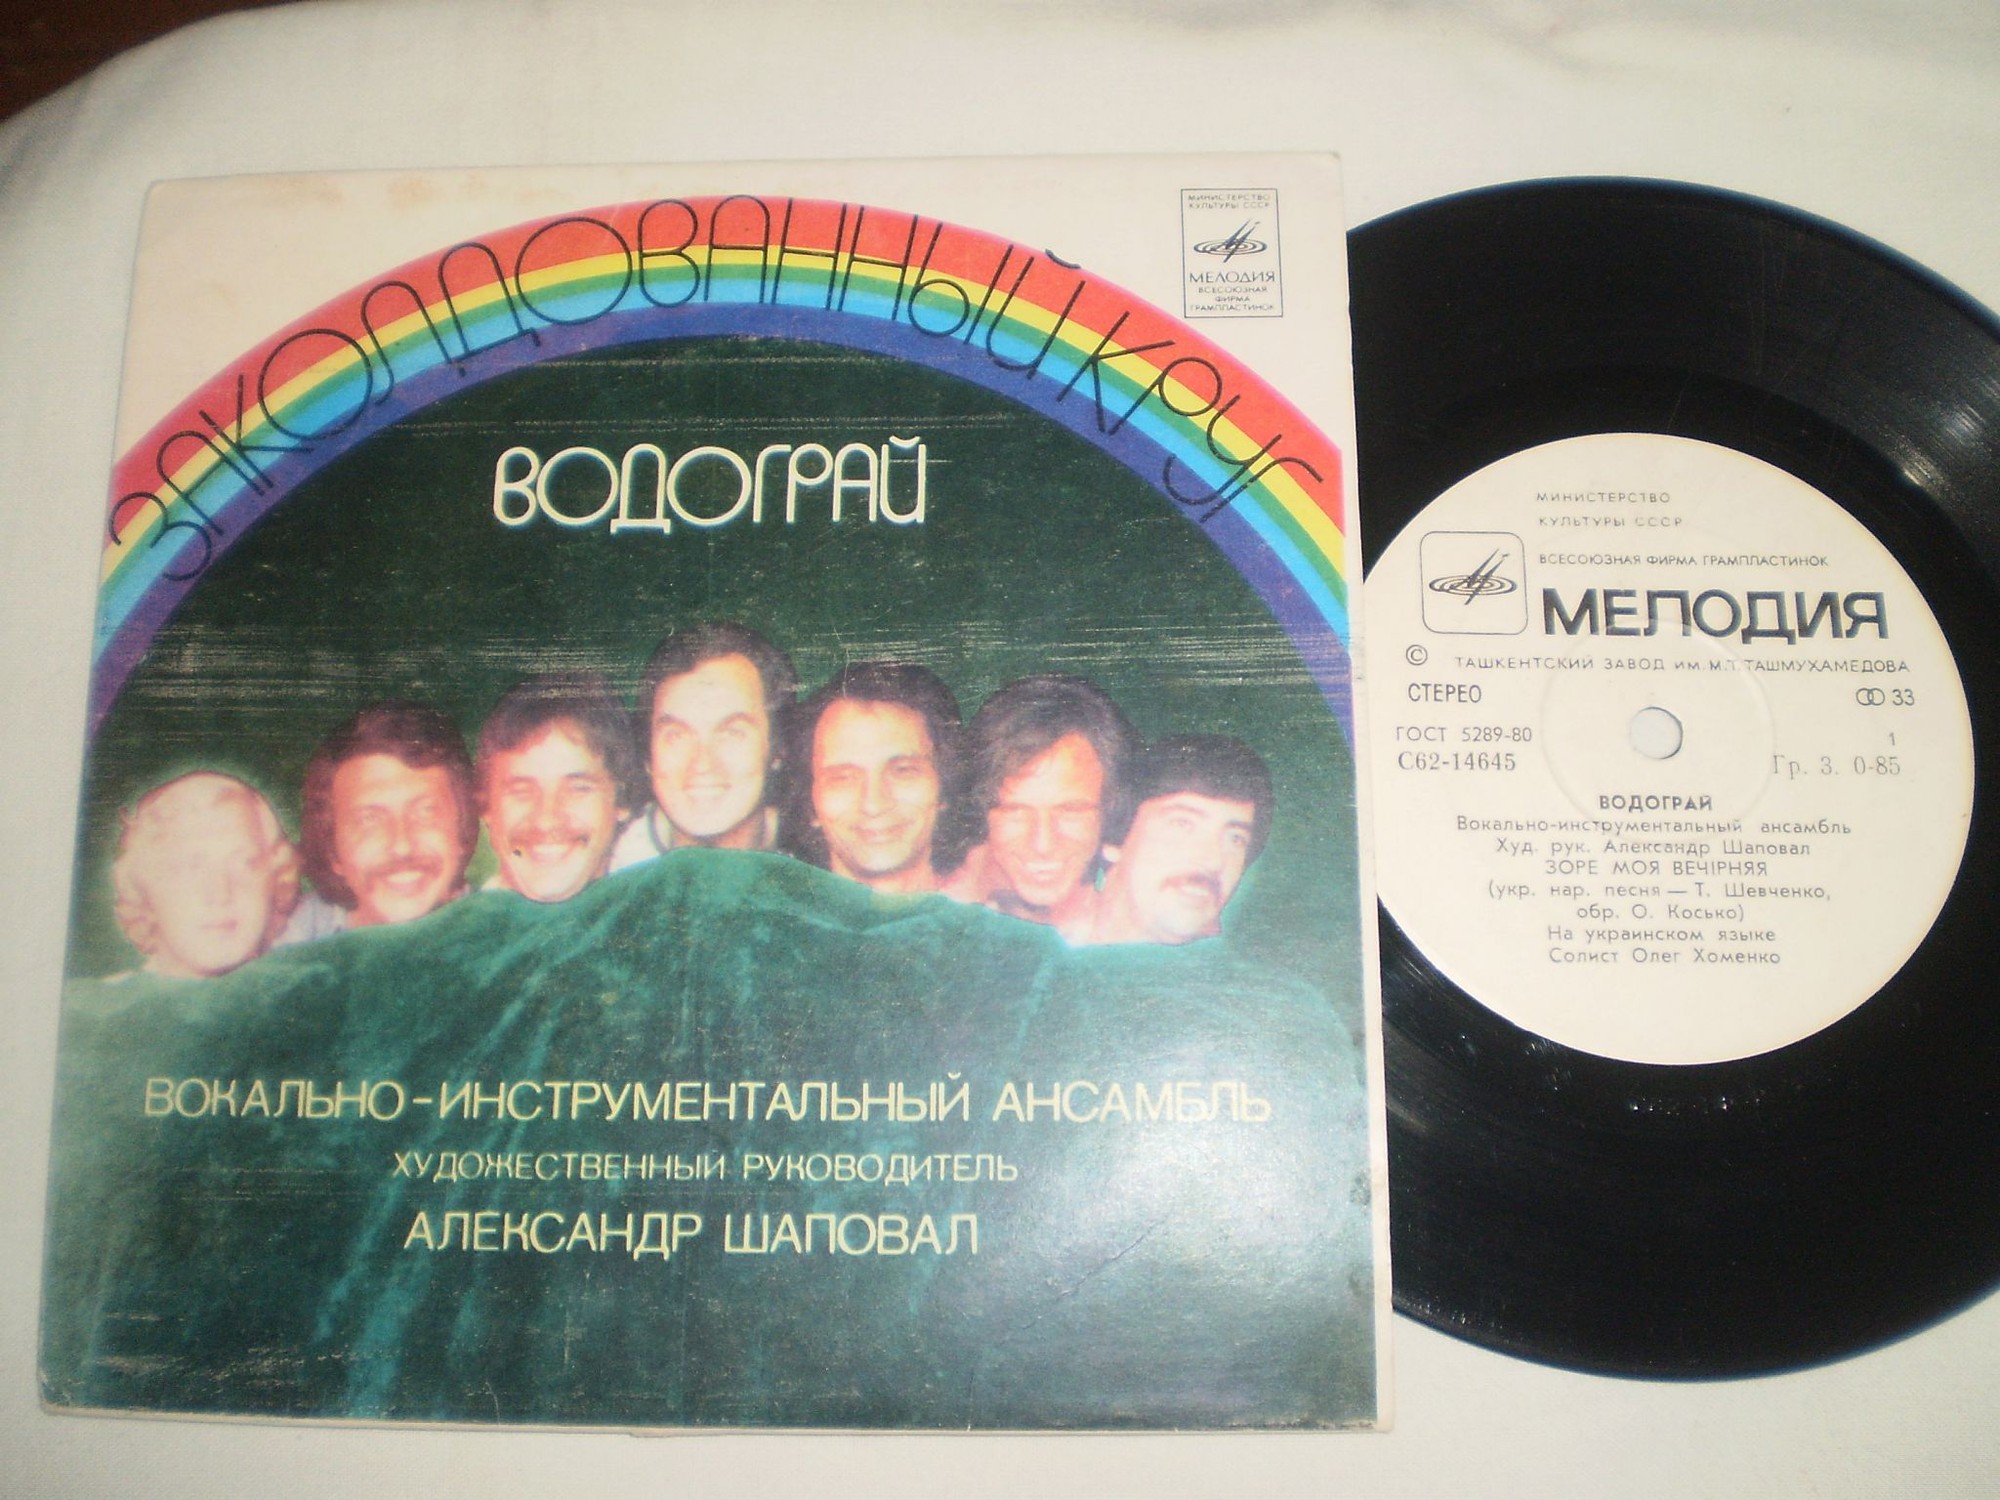 ЗАКОЛДОВАННЫЙ КРУГ
МИНИСТЕРСТВО
КУЛЬТУРЫ СССР
МЕЛОДИЯ
ВСЕСОЮЗНАЯ
ФИРМА
ГРАМПЛАСТИНОК
ВОДОГРАЙ
ВОКАЛЬНО-ИНСТРУМЕНТАЛЬНЫЙ АНСАМБЛЬ
ХУДОЖЕСТВЕННЫЙ РУКОВОДИТЕЛЬ
АЛЕКСАНДР ШАПОВАЛ
МИНИСТЕРСТВО
КУЛЬТУРЫ СССР
ВСЕСОЮЗНАЯ ФИРМА ГРАМПЛАСТИНОК
МЕЛОДИЯ
© ТАШКЕНТСКИЙ ЗАВОД ИМ. М.Т. ТАШМУХАМЕДОВА
СТЕРЕО 33
ГОСТ 5289-80 1
С62-14645 Гр. 3. 0-85
ВОДОГРАЙ
Вокально-инструментальный ансамбль
Худ. рук. Александр Шаповал
ЗОРЕ МОЯ ВЕЧІРНЯЯ
(укр. нар. песня — Т. Шевченко,
обр. О. Косько)
На украинском языке
Солист Олег Хоменко